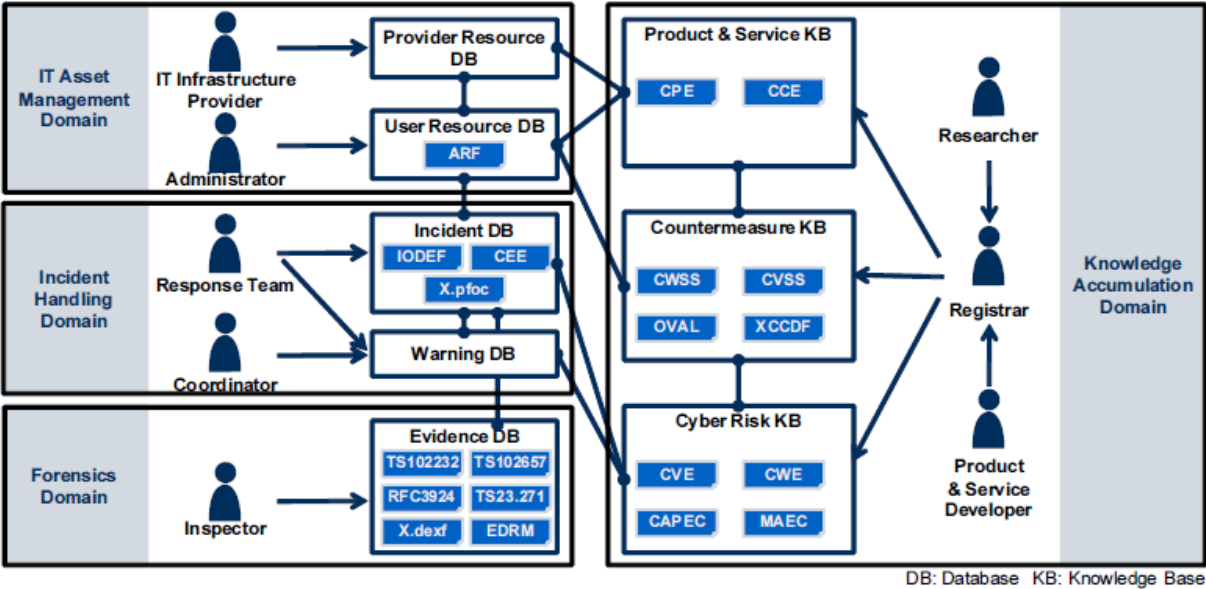 IT Asset
Management
Domain
IT Infrastructure
Provider
Administrator
Provider Resource
DB
User Resource DB
ARF
Incident
Handling
Domain
Response Team
Coordinator
Incident DB
IODEF
CEE
X.pfoc
Warning DB
Forensics
Domain
Inspector
Evidence DB
TS102232
TS102657
RFC3924
TS23.271
X.dexf
EDRM
Product & Service KB
CPE
CCE
Countermeasure KB
CWSS
CVSS
OVAL
XCCDF
Cyber Risk KB
CVE
CWE
CAPEC
MAEC
Researcher
Registrar
Product
& Service
Developer
Knowledge
Accumulation
Domain
DB: Database KB: Knowledge Base